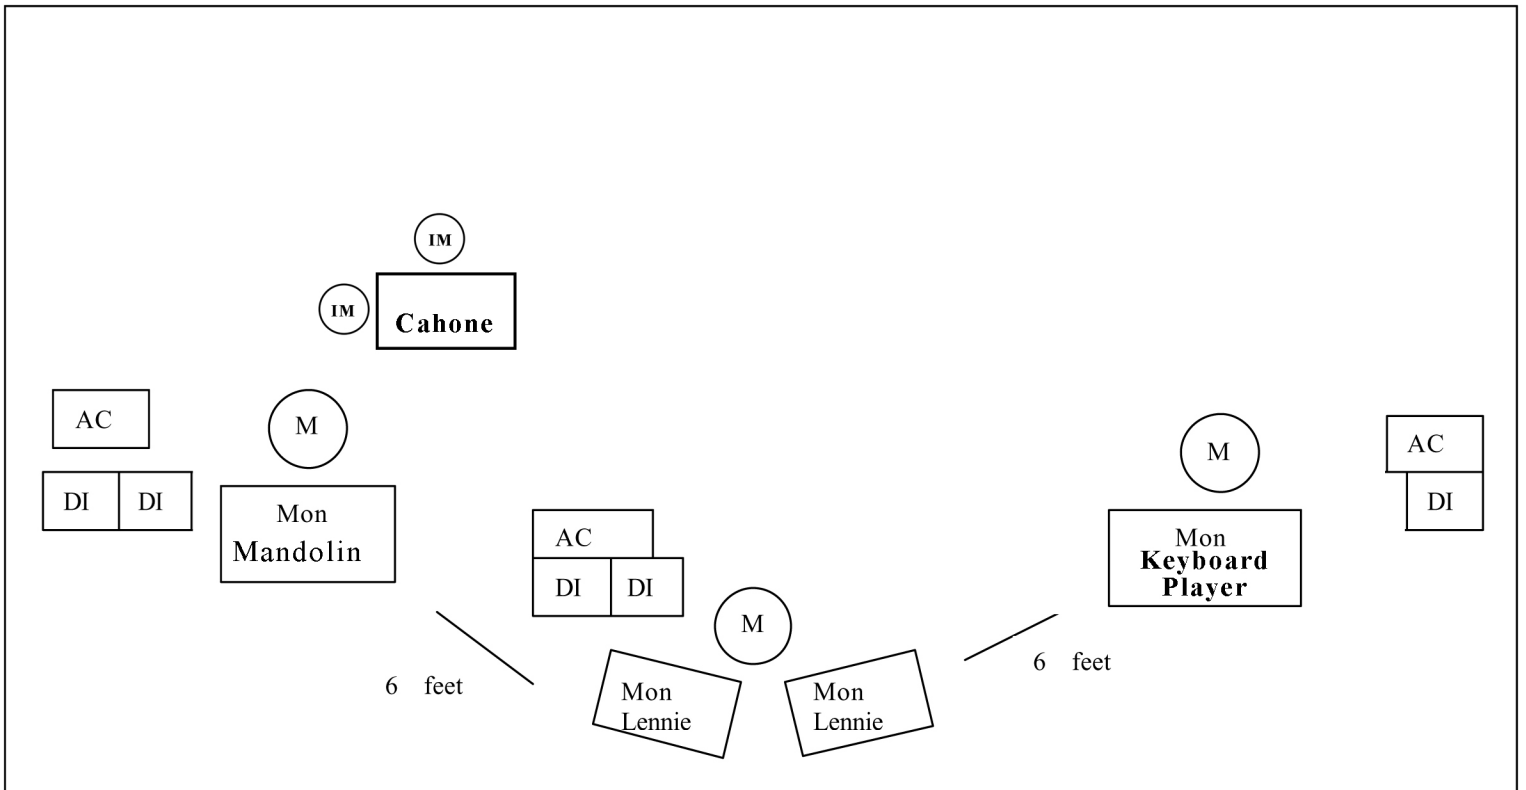 IM
IM
Cahone
AC
M
M
AC
DI DI
DI
Mon
Mandolin
AC
DI DI
Mon
Keyboard
Player
M
6 feet
6 feet
Mon
Lennie
Mon
Lennie